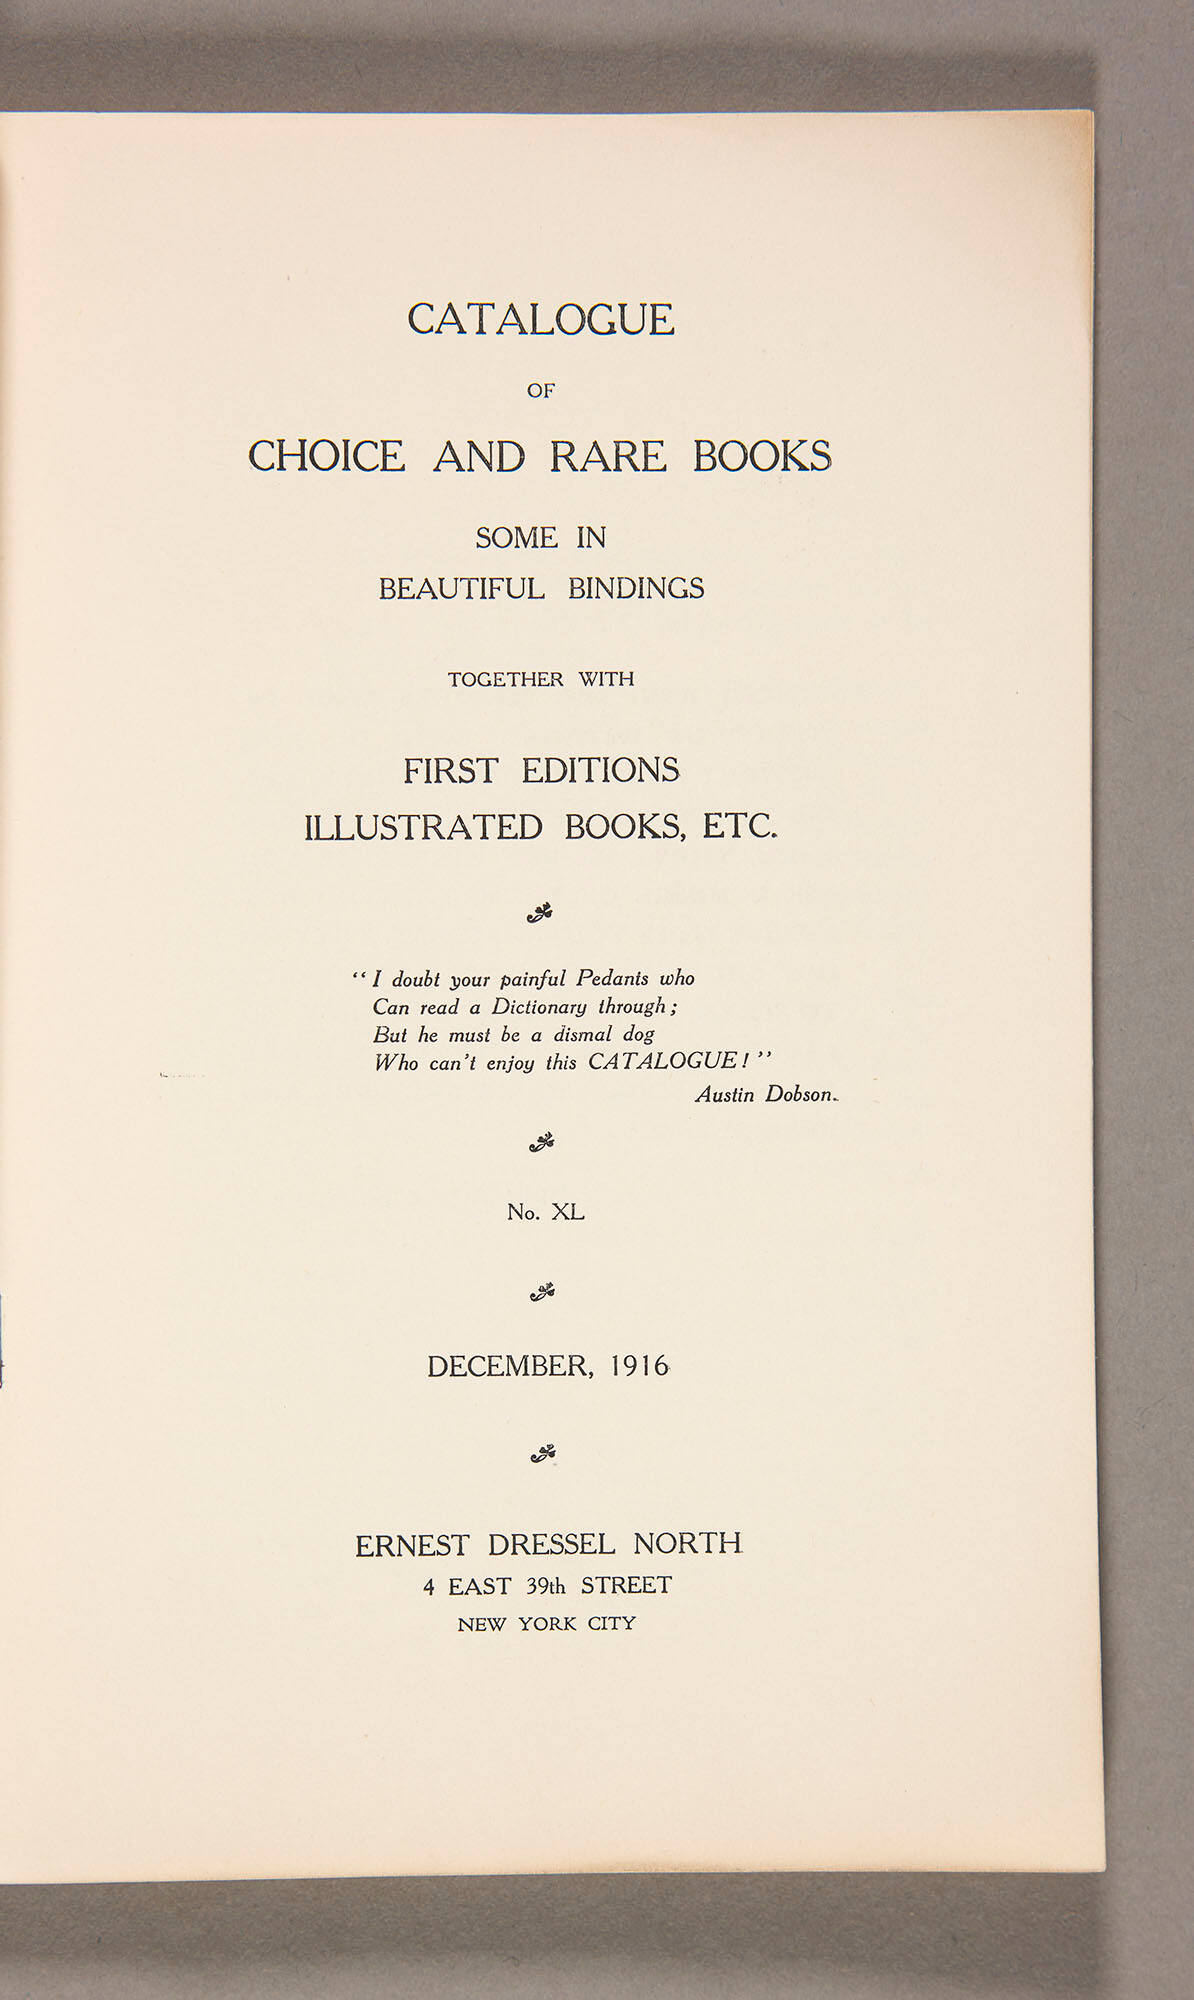 CATALOGUE
OF
CHOICE AND RARE BOOKS
SOME IN
BEAUTIFUL BINDINGS
TOGETHER WITH
FIRST EDITIONS
ILLUSTRATED BOOKS, ETC.
“I doubt your painful Pedants who
Can read a Dictionary through;
But he must be a dismal dog
Who can't enjoy this CATALOGUE!”
Austin Dobson.
No. XL
DECEMBER, 1916
ERNEST DRESSEL NORTH
4 EAST 39th STREET
NEW YORK CITY